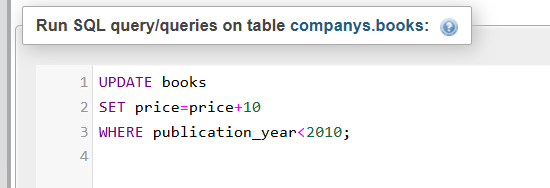 Run SQL query/queries on table companys.books:
1 UPDATE books
2 SET price=price+10
3 WHERE publication_year<2010;
4